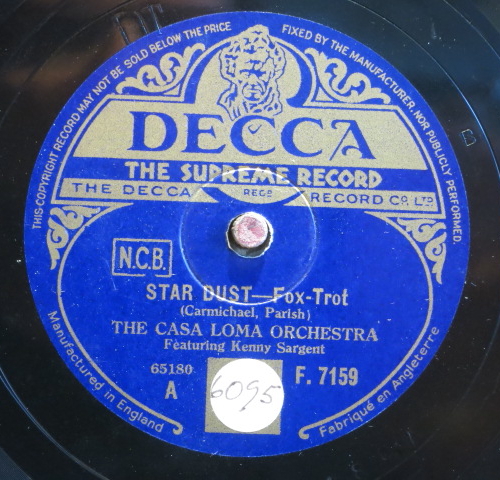 THIS COPYRIGHT RECORD MAY NOT BE SOLD BELOW THE PRICE
FIXED BY THE MANUFACTURER, NOR PUBLICLY PERFORMED.
DECCA
THE SUPREME RECORD
THE DECCA REGD RECORD CO. LTD.
N.C.B.
STAR DUST—Fox-Trot
(Carmichael, Parish)
THE CASA LOMA ORCHESTRA
Featuring Kenny Sargent
65180
A
6095
F. 7159
Manufactured in England
Fabriqué en Angleterre